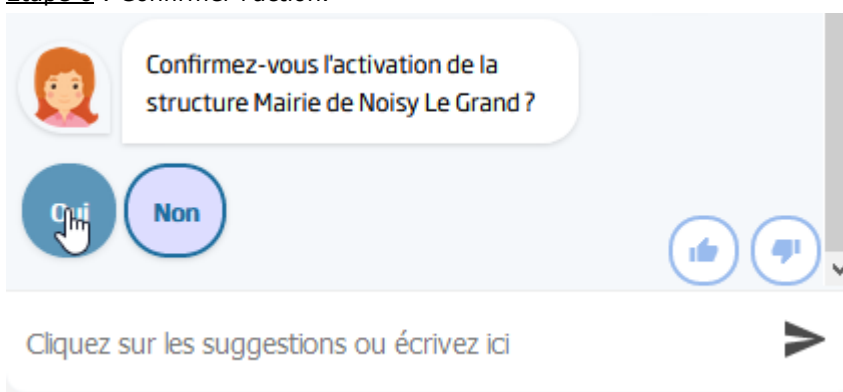 Confirmez-vous l'activation de la
structure Mairie de Noisy Le Grand ?
Oui
Non
Cliquez sur les suggestions ou écrivez ici